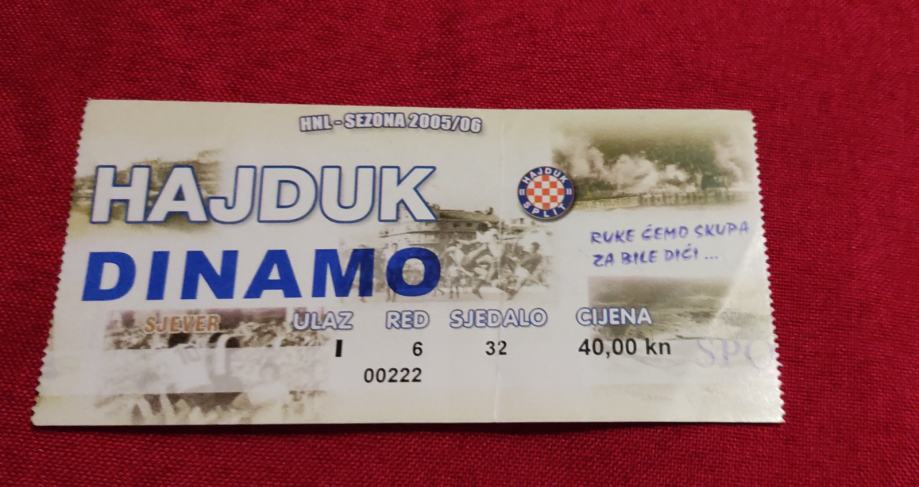 HNL - SEZONA 2005/06
HAJDUK
HAJDUK
SPLIT
DINAMO
RUKE ĆEMO SKUPA
ZA BILE DIĆI ...
SJEVER ULAZ RED SJEDALO CIJENA
I 6 32 40,00 kn
00222
SPO